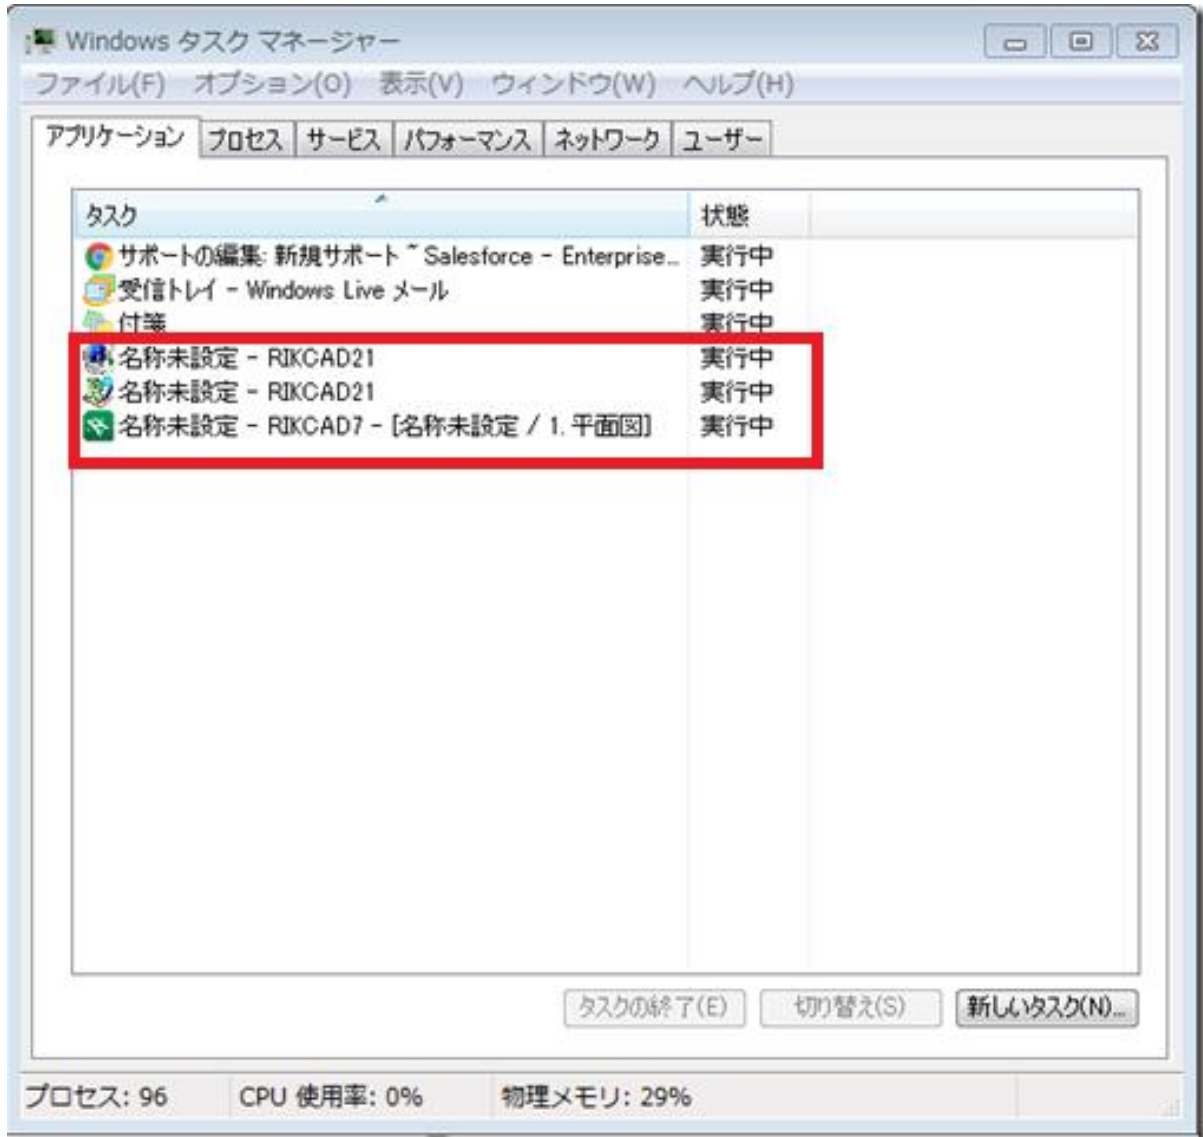 Windows タスク マネージャー
ファイル(F) オプション(O) 表示(V) ウィンドウ(W) ヘルプ(H)
アプリケーション プロセス サービス パフォーマンス ネットワーク ユーザー
タスク 状態
サポートの編集: 新規サポート ~ Salesforce - Enterprise... 実行中
受信トレイ - Windows Live メール 実行中
付箋 実行中
名称未設定 - RIKCAD21 実行中
名称未設定 - RIKCAD21 実行中
名称未設定 - RIKCAD7 - [名称未設定 / 1. 平面図] 実行中
タスクの終了(E) 切り替え(S) 新しいタスク(N)...
プロセス: 96 CPU 使用率: 0% 物理メモリ: 29%